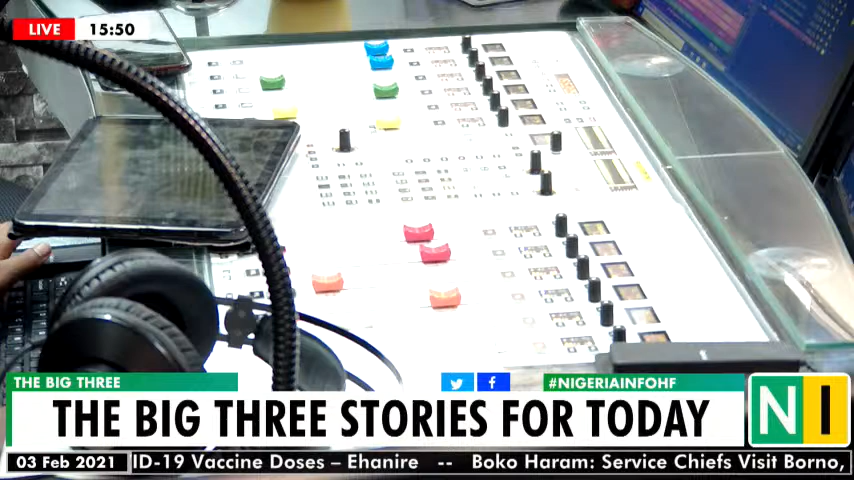 LIVE 15:50
THE BIG THREE
#NIGERIAINFOHF
THE BIG THREE STORIES FOR TODAY
NI
03 Feb 2021 ID-19 Vaccine Doses – Ehanire -- Boko Haram: Service Chiefs Visit Borno,